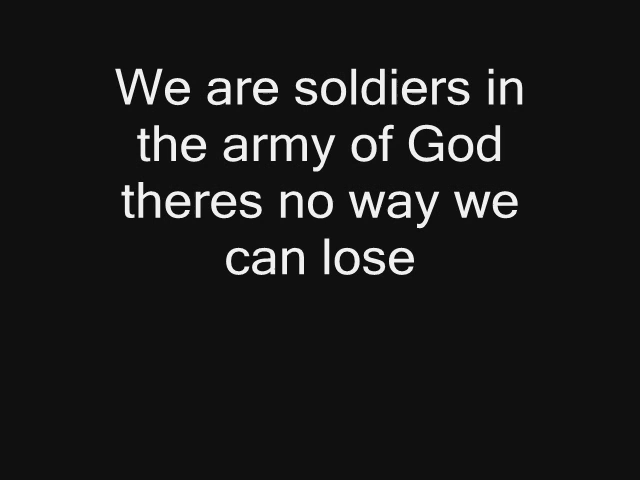 We are soldiers in
the army of God
theres no way we
can lose